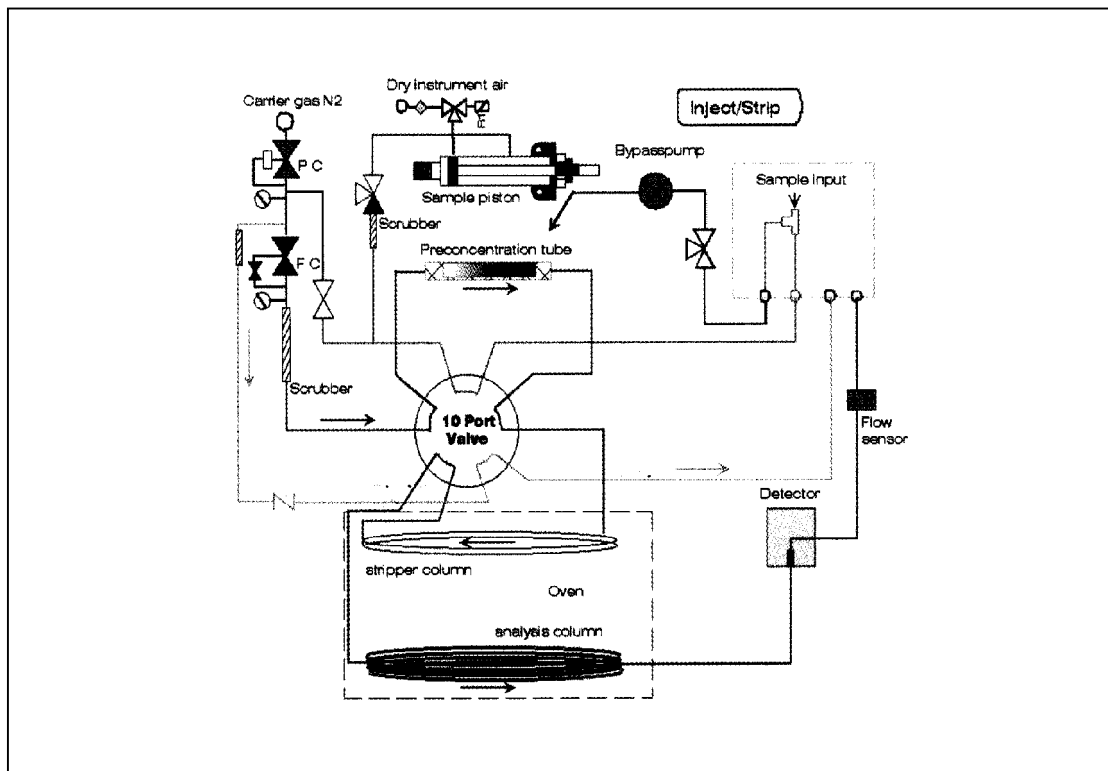 Dry instrument air
Carrier gas N2
Inject/Strip
Bypasspump
P C
Sample input
Sample piston
Scrubber
Preconcentration tube
F C
Scrubber
10 Port
Valve
Flow
sensor
Detector
stripper column
Oven
analysis column